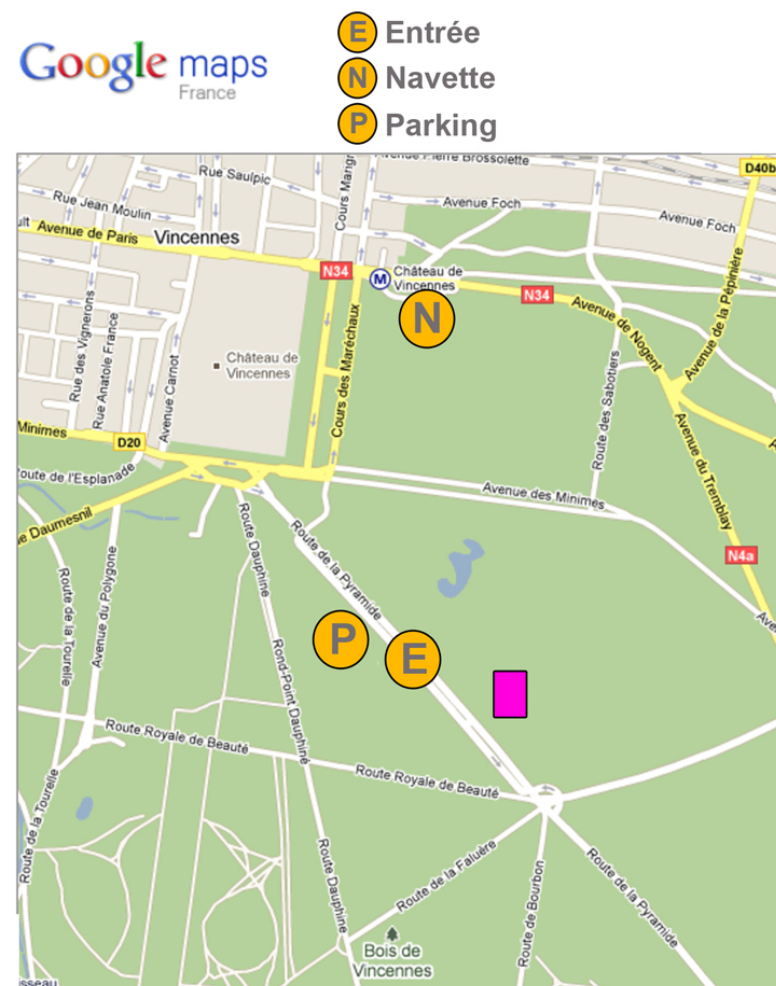 E Entrée
Google maps
France
N Navette
P Parking
Avenue Pierre Brossolette
D40b
Rue Saulpic
Cours Marigny
Rue Jean Moulin
Avenue Foch
Avenue Foch
Avenue de Paris
Vincennes
N34
M
Château de
Vincennes
N34
N
Avenue de Nogent
Avenue de la Pépinière
Rue des Vignerons
Rue Anatole France
Avenue Carnot
Château de
Vincennes
Cours des Maréchaux
Route des Sabotiers
Minimes
D20
Route de l'Esplanade
Avenue des Minimes
Avenue du Tremblay
Daumesnil
N4a
Route Dauphine
Route de la Pyramide
Route de la Tourelle
Avenue du Polygone
P
E
Rond-Point Dauphine
Route Royale de Beauté
Route Royale de Beauté
Route de la Tourelle
Route Dauphine
Route de la Faluère
Route de Bourbon
Route de la Pyramide
Bois de
Vincennes